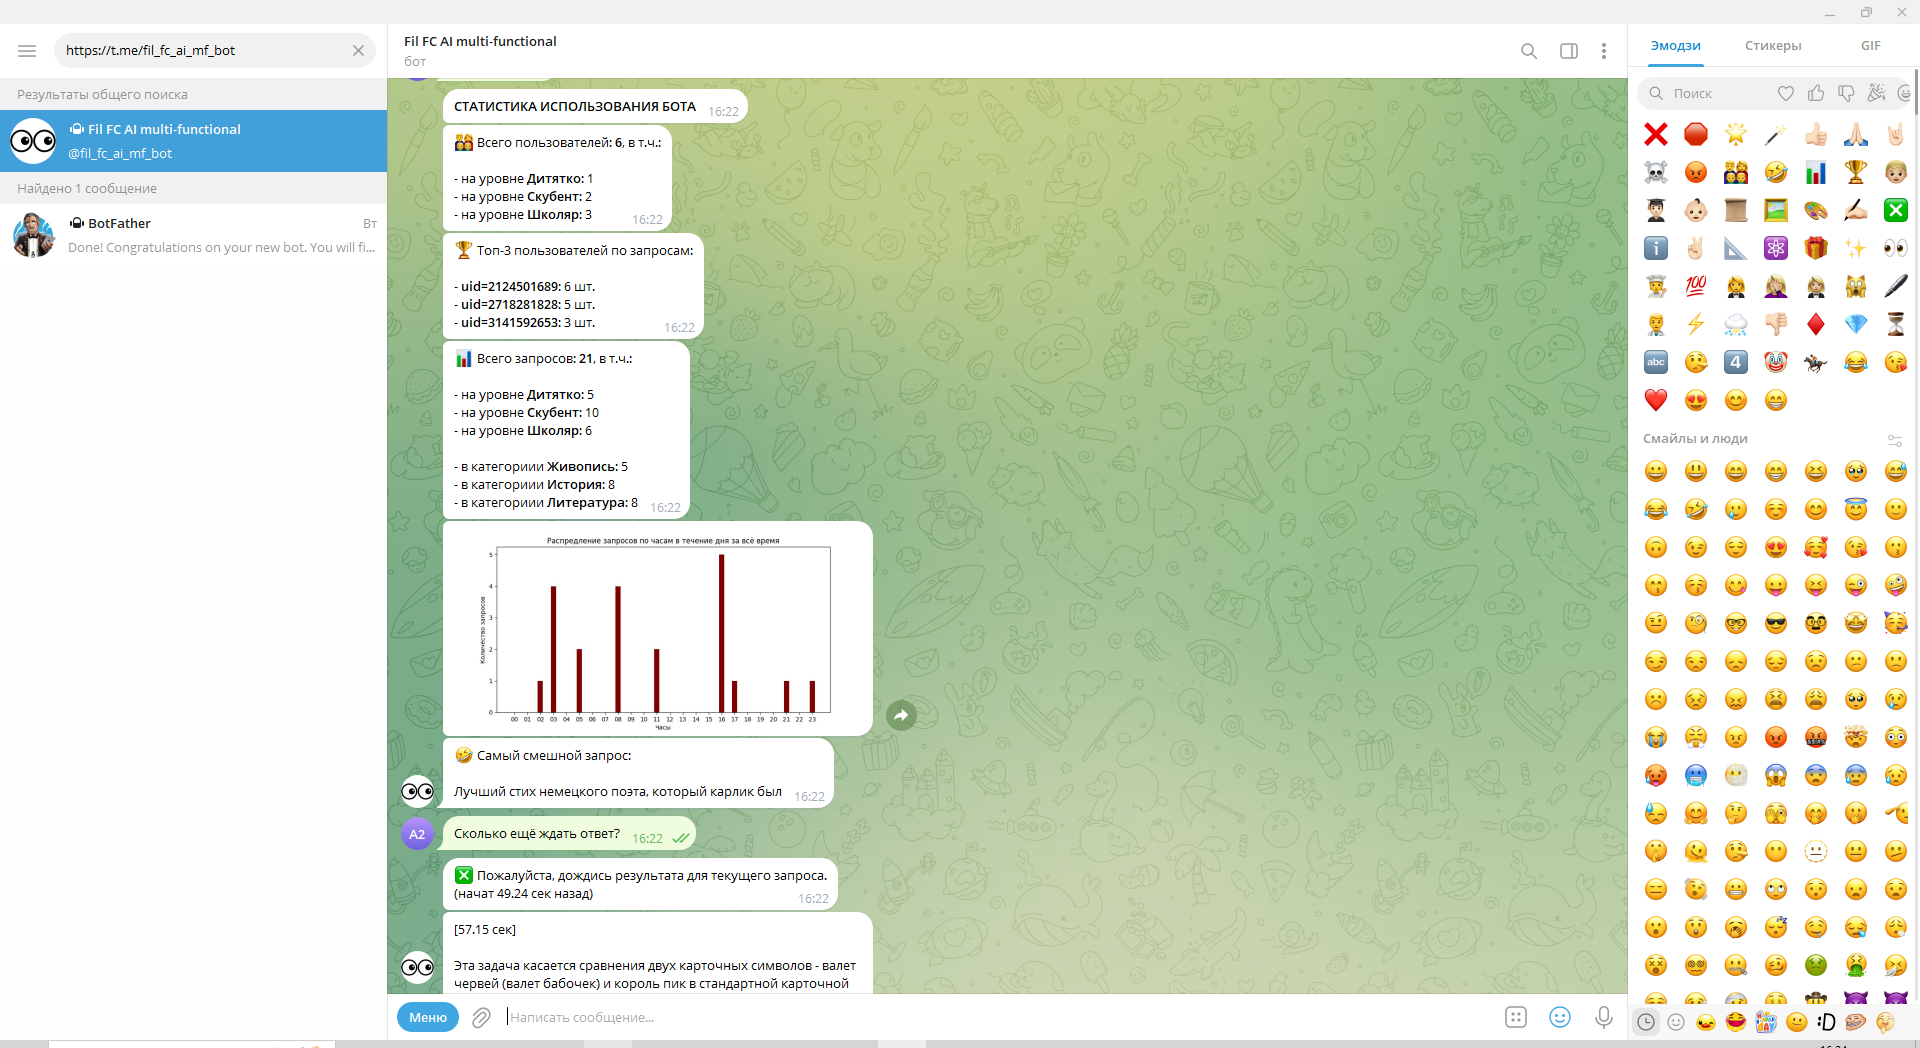 https://t.me/fil_fc_ai_mf_bot
Результаты общего поиска
Fil FC AI multi-functional
@fil_fc_ai_mf_bot
Найдено 1 сообщение
BotFather
Вт
Done! Congratulations on your new bot. You will fi...
Fil FC AI multi-functional
бот
СТАТИСТИКА ИСПОЛЬЗОВАНИЯ БОТА 16:22
Всего пользователей: 6, в т.ч.:
- на уровне Дитятко: 1
- на уровне Скубент: 2
- на уровне Школяр: 3
16:22
Топ-3 пользователей по запросам:
- uid=2124501689: 6 шт.
- uid=2718281828: 5 шт.
- uid=3141592653: 3 шт.
16:22
Всего запросов: 21, в т.ч.:
- на уровне Дитятко: 5
- на уровне Скубент: 10
- на уровне Школяр: 6
- в категориии Живопись: 5
- в категориии История: 8
- в категориии Литература: 8
16:22
Распредление запросов по часам в течение дня за всё время
Количество запросов
5
4
3
2
1
0
00 01 02 03 04 05 06 07 08 09 10 11 12 13 14 15 16 17 18 19 20 21 22 23
Часы
Самый смешной запрос:
Лучший стих немецкого поэта, который карлик был
16:22
A2
Сколько ещё ждать ответ? 16:22
Пожалуйста, дождись результата для текущего запроса.
(начат 49.24 сек назад)
16:22
[57.15 сек]
Эта задача касается сравнения двух карточных символов - валет
червей (валет бабочек) и король пик в стандартной карточной
Меню
Написать сообщение...
Эмодзи
Стикеры
GIF
Поиск
100
abc
4
Смайлы и люди
:D